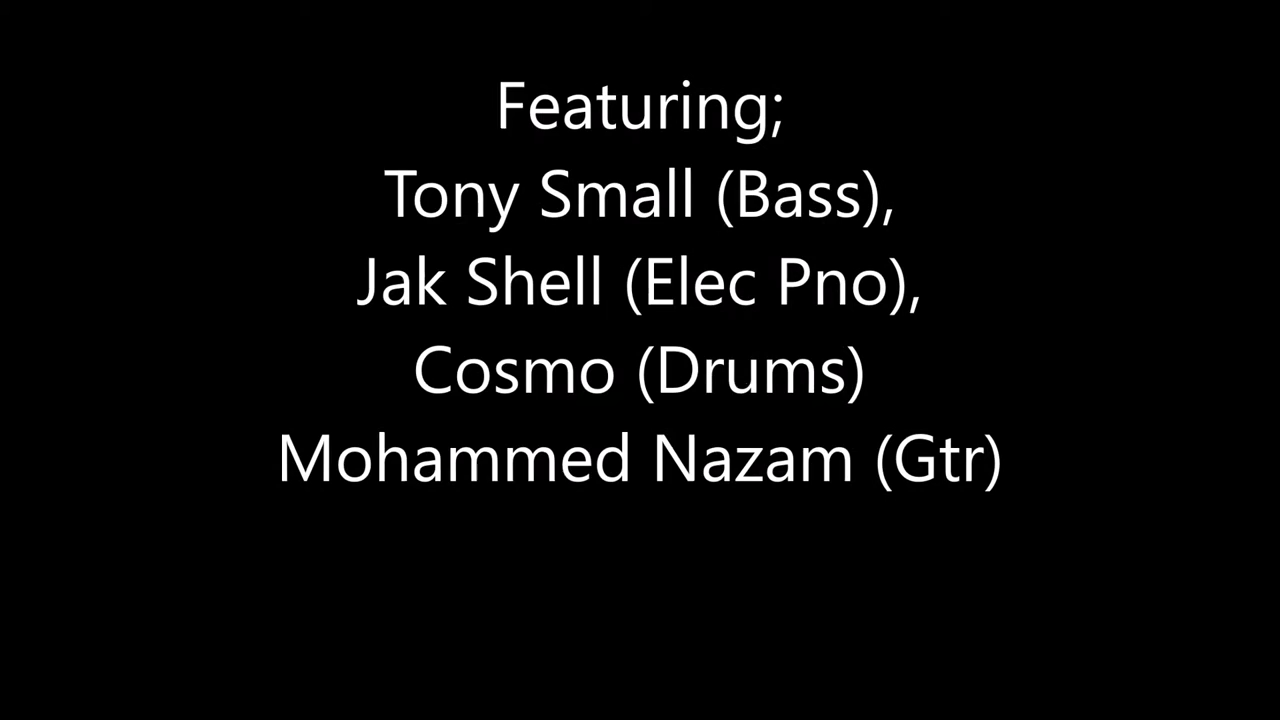 Featuring;
Tony Small (Bass),
Jak Shell (Elec Pno),
Cosmo (Drums)
Mohammed Nazam (Gtr)